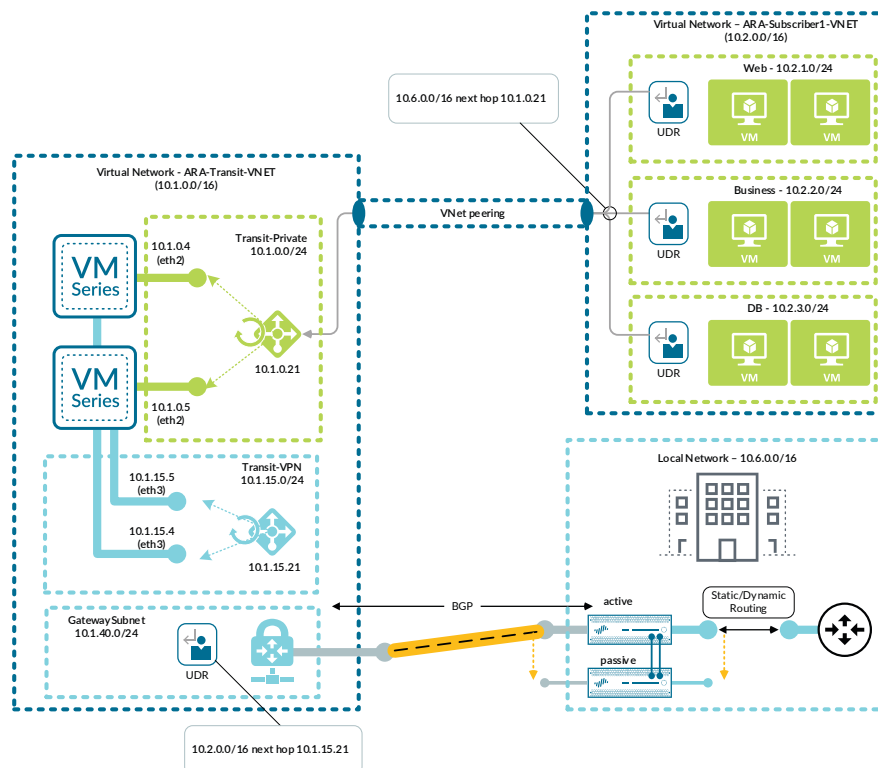 Virtual Network – ARA-Subscriber1-VNET
(10.2.0.0/16)
Web - 10.2.1.0/24
UDR
VM
VM
10.6.0.0/16 next hop 10.1.0.21
Business - 10.2.2.0/24
UDR
VM
VM
DB - 10.2.3.0/24
UDR
VM
VM
VNet peering
Virtual Network - ARA-Transit-VNET
(10.1.0.0/16)
VM
Series
10.1.0.4
(eth2)
Transit-Private
10.1.0.0/24
10.1.0.21
VM
Series
10.1.0.5
(eth2)
Transit-VPN
10.1.15.0/24
10.1.15.5
(eth3)
10.1.15.4
(eth3)
10.1.15.21
GatewaySubnet
10.1.40.0/24
UDR
10.2.0.0/16 next hop 10.1.15.21
BGP
Local Network – 10.6.0.0/16
active
passive
Static/Dynamic
Routing